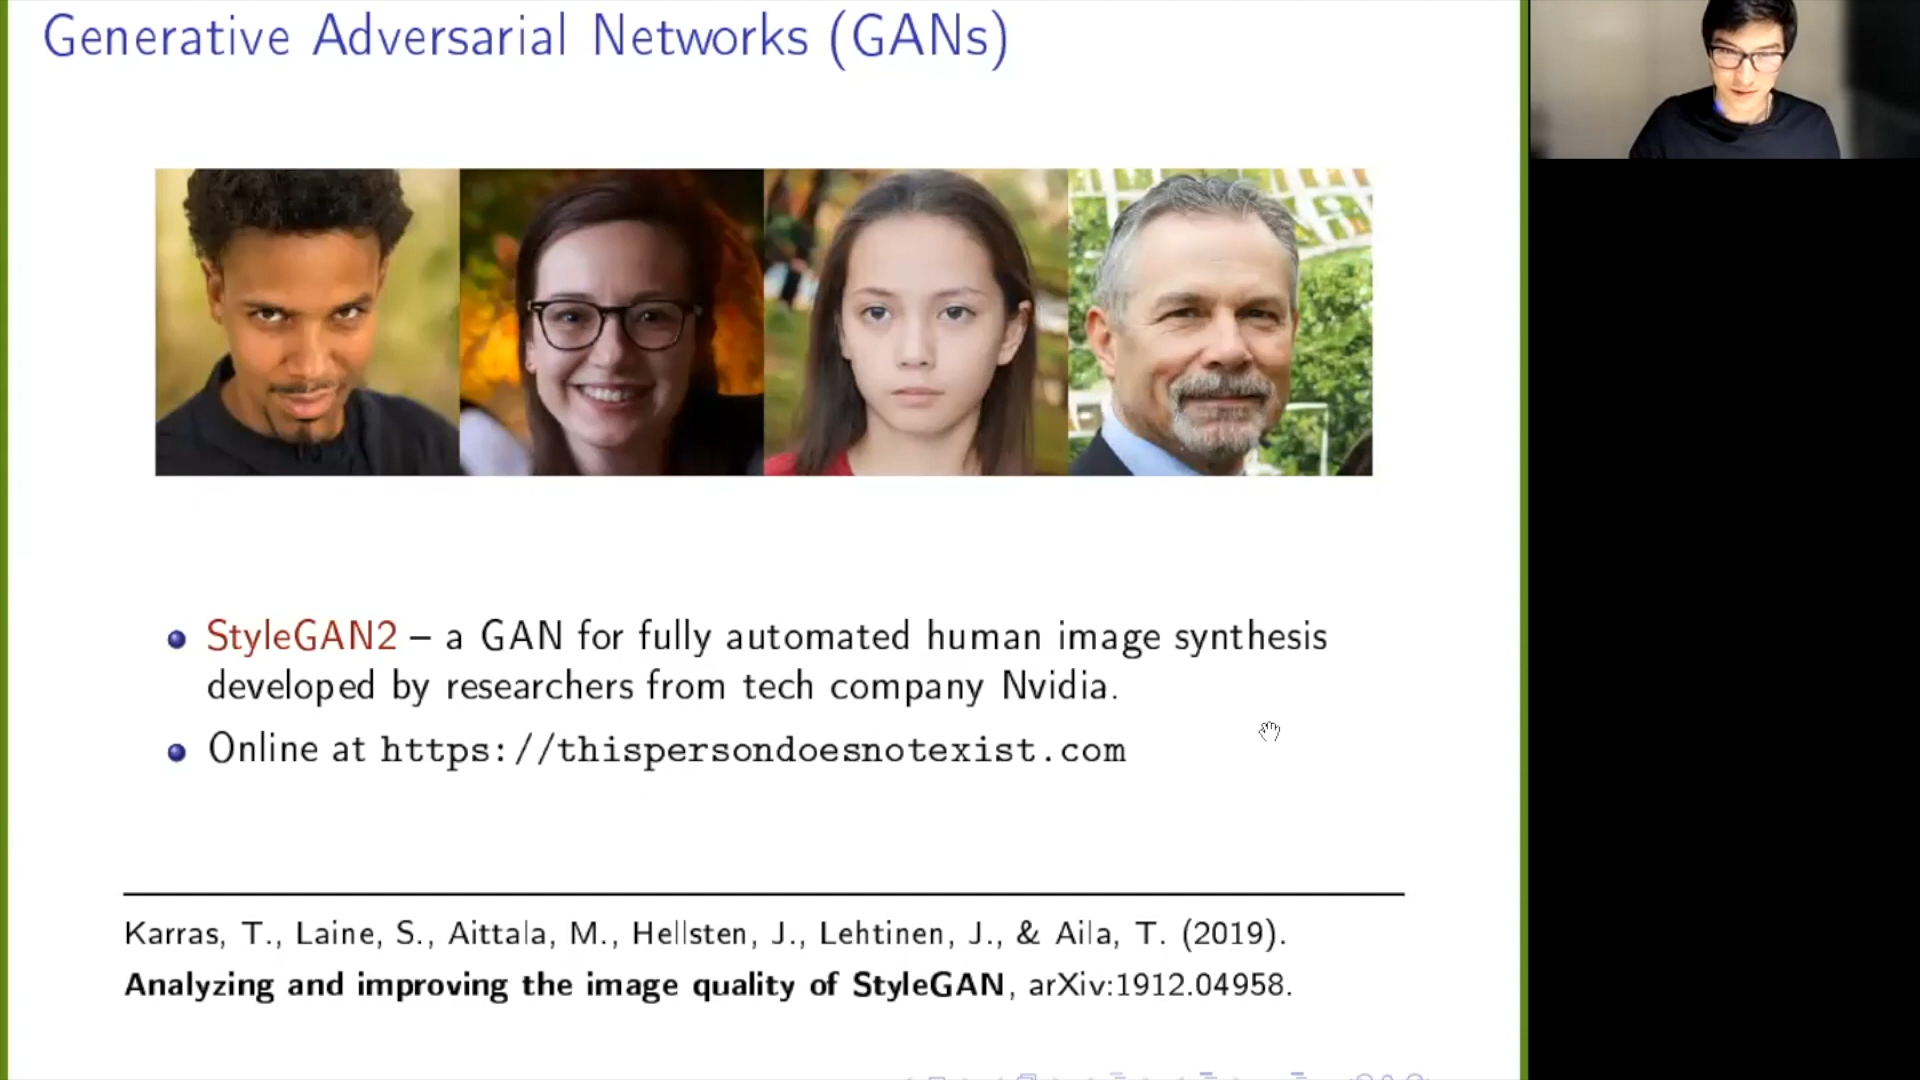 Generative Adversarial Networks (GANs)
StyleGAN2 – a GAN for fully automated human image synthesis
developed by researchers from tech company Nvidia.
Online at https://thispersondoesnotexist.com
Karras, T., Laine, S., Aittala, M., Hellsten, J., Lehtinen, J., & Aila, T. (2019).
Analyzing and improving the image quality of StyleGAN, arXiv:1912.04958.